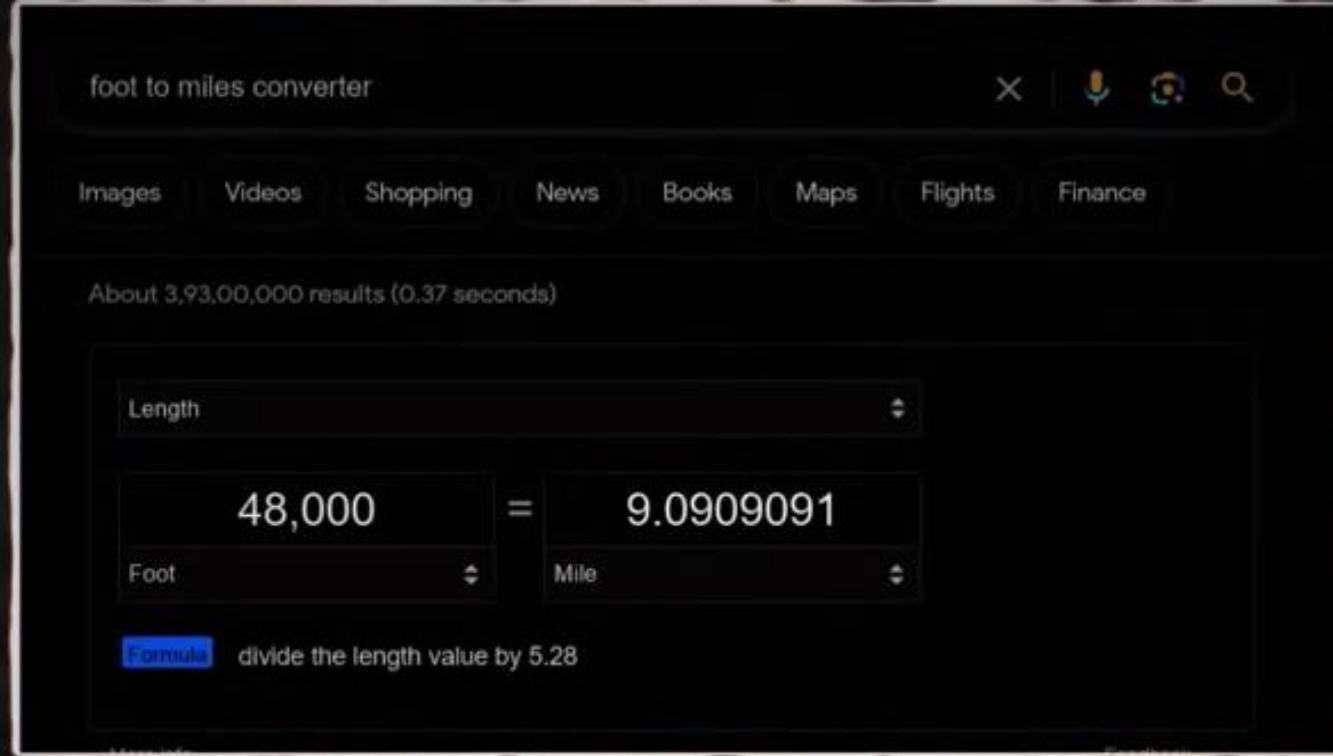 foot to miles converter
Images Videos Shopping News Books Maps Flights Finance
About 3,93,00,000 results (0.37 seconds)
Length
48,000 = 9.0909091
Foot Mile
Formula divide the length value by 5.28